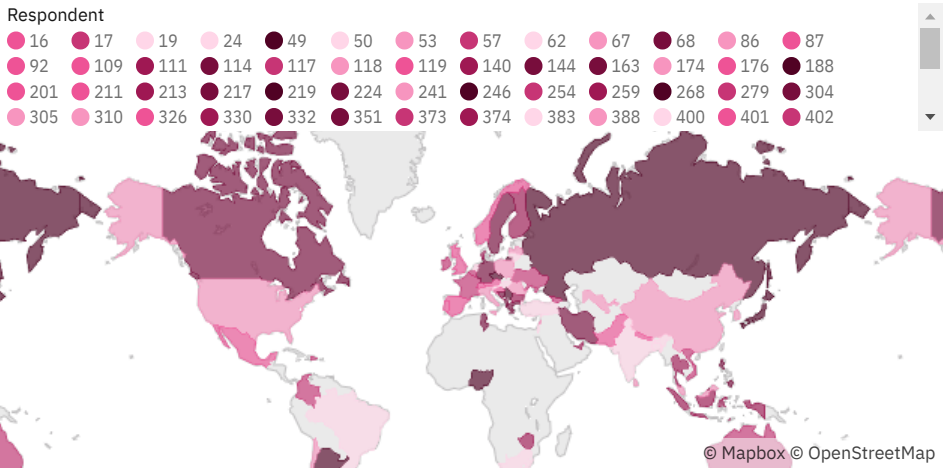 Respondent
16 17 19 24 49 50 53 57 62 67 68 86 87
92 109 111 114 117 118 119 140 144 163 174 176 188
201 211 213 217 219 224 241 246 254 259 268 279 304
305 310 326 330 332 351 373 374 383 388 400 401 402
© Mapbox © OpenStreetMap